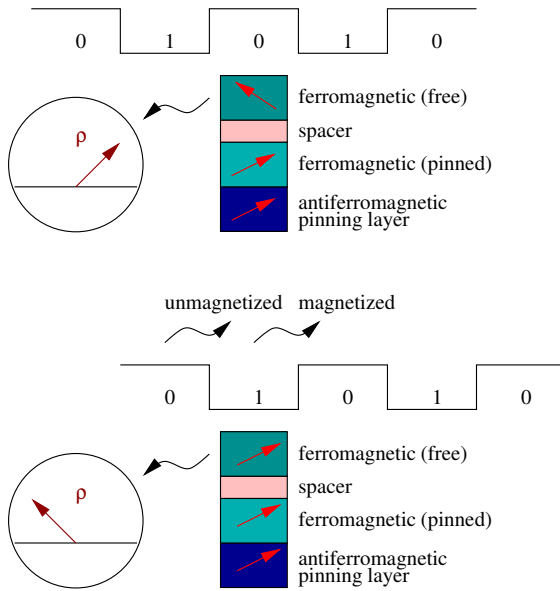 0 1 0 1 0
ferromagnetic (free)
ρ
spacer
ferromagnetic (pinned)
antiferromagnetic
pinning layer
unmagnetized magnetized
0 1 0 1 0
ferromagnetic (free)
ρ
spacer
ferromagnetic (pinned)
antiferromagnetic
pinning layer